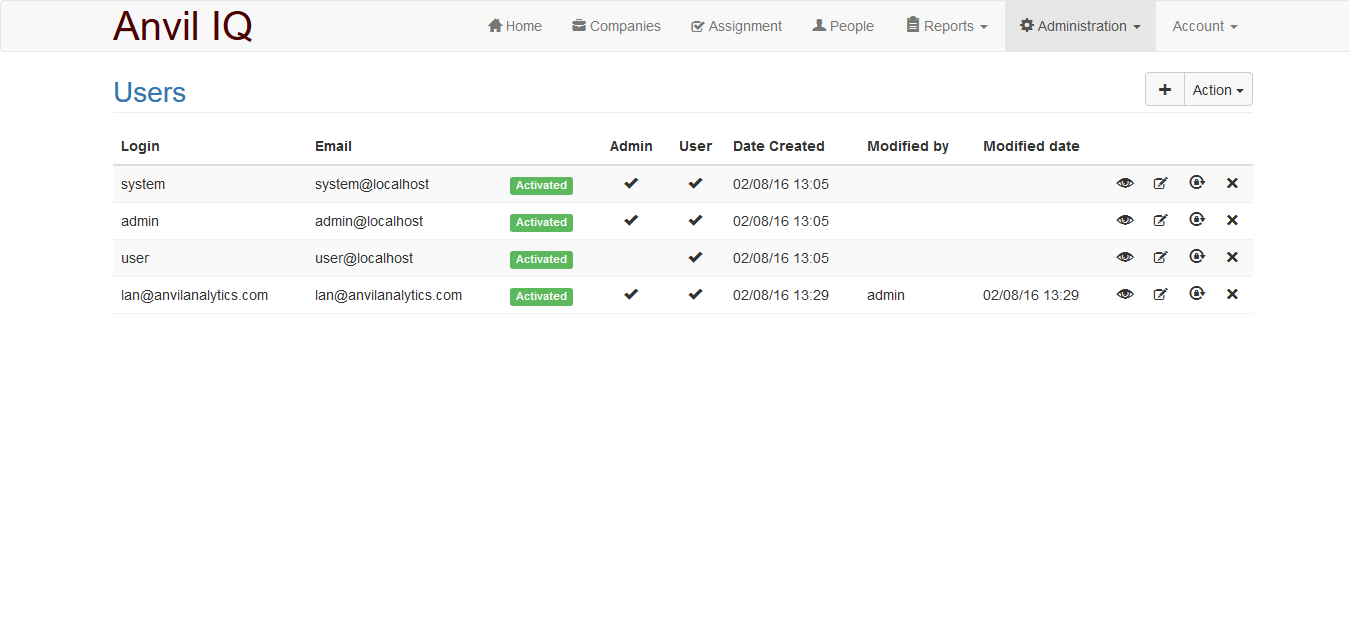 Anvil IQ Home Companies Assignment People Reports Administration Account
Users Action
Login Email Admin User Date Created Modified by Modified date
system system@localhost Activated 02/08/16 13:05
admin admin@localhost Activated 02/08/16 13:05
user user@localhost Activated 02/08/16 13:05
lan@anvilanalytics.com lan@anvilanalytics.com Activated 02/08/16 13:29 admin 02/08/16 13:29